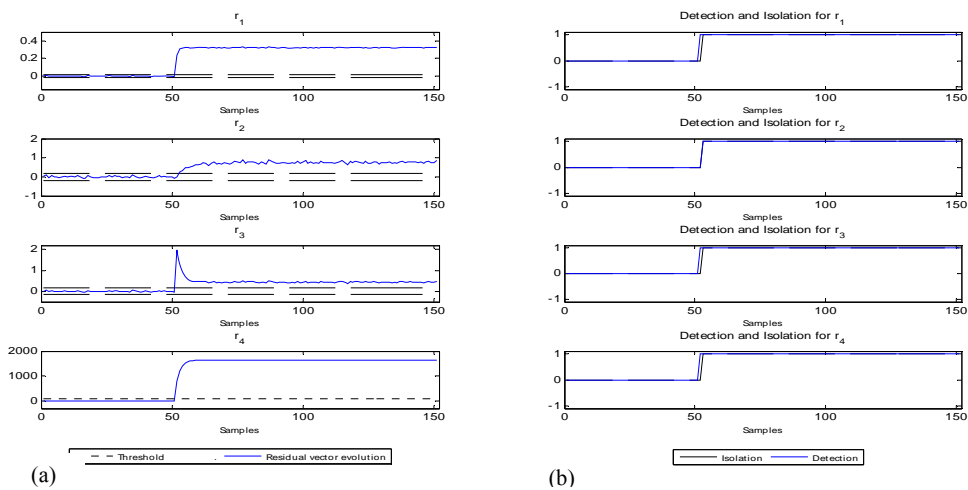 r1
0.4
0.2
0
0 50 100 150
Samples
r2
2
1
0
-1
0 50 100 150
Samples
r3
2
1
0
0 50 100 150
Samples
r4
2000
1000
0
0 50 100 150
Samples
Threshold . Residual vector evolution
(a)
Detection and Isolation for r1
1
0
-1
0 50 100 150
Samples
Detection and Isolation for r2
1
0
-1
0 50 100 150
Samples
Detection and Isolation for r3
1
0
-1
0 50 100 150
Samples
Detection and Isolation for r4
1
0
-1
0 50 100 150
Samples
Isolation Detection
(b)